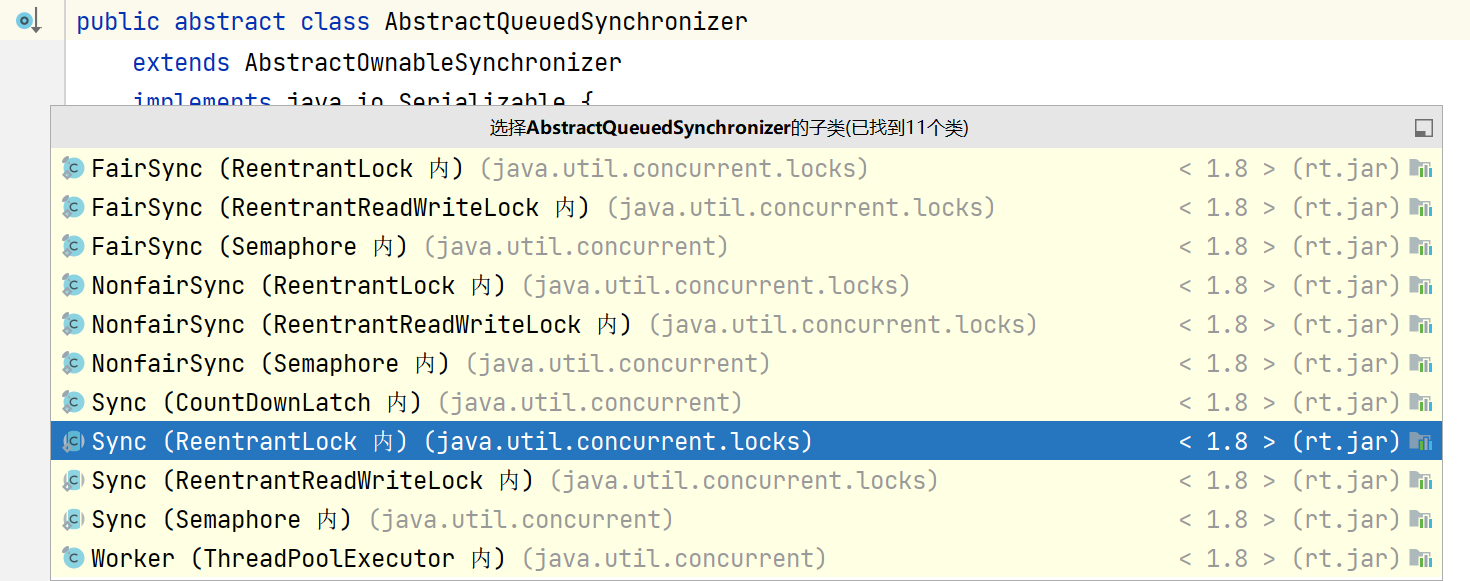 public abstract class AbstractQueuedSynchronizer
extends AbstractOwnableSynchronizer
implements java.io.Serializable {
选择AbstractQueuedSynchronizer的子类(已找到11个类)
FairSync (ReentrantLock 内) (java.util.concurrent.locks) < 1.8 > (rt.jar)
FairSync (ReentrantReadWriteLock 内) (java.util.concurrent.locks) < 1.8 > (rt.jar)
FairSync (Semaphore 内) (java.util.concurrent) < 1.8 > (rt.jar)
NonfairSync (ReentrantLock 内) (java.util.concurrent.locks) < 1.8 > (rt.jar)
NonfairSync (ReentrantReadWriteLock 内) (java.util.concurrent.locks) < 1.8 > (rt.jar)
NonfairSync (Semaphore 内) (java.util.concurrent) < 1.8 > (rt.jar)
Sync (CountDownLatch 内) (java.util.concurrent) < 1.8 > (rt.jar)
Sync (ReentrantLock 内) (java.util.concurrent.locks) < 1.8 > (rt.jar)
Sync (ReentrantReadWriteLock 内) (java.util.concurrent.locks) < 1.8 > (rt.jar)
Sync (Semaphore 内) (java.util.concurrent) < 1.8 > (rt.jar)
Worker (ThreadPoolExecutor 内) (java.util.concurrent) < 1.8 > (rt.jar)